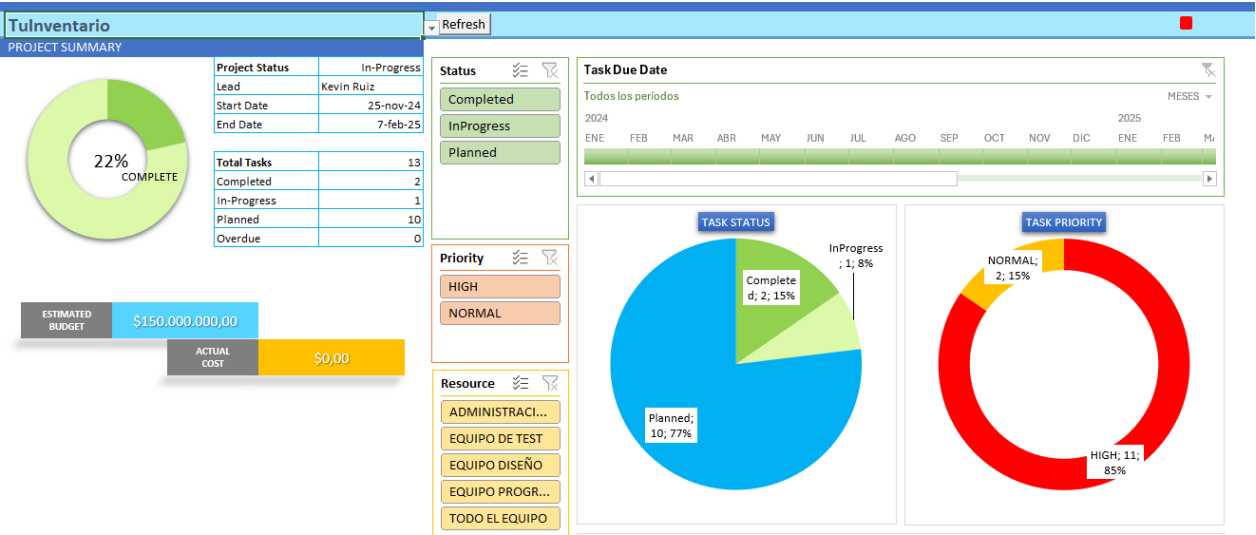 TuInventario
Refresh
PROJECT SUMMARY
22%
COMPLETE
Project Status In-Progress
Lead Kevin Ruiz
Start Date 25-nov-24
End Date 7-feb-25
Total Tasks 13
Completed 2
In-Progress 1
Planned 10
Overdue 0
ESTIMATED
BUDGET
$150.000.000,00
ACTUAL
COST
$0,00
Status
Completed
InProgress
Planned
Priority
HIGH
NORMAL
Resource
ADMINISTRACI...
EQUIPO DE TEST
EQUIPO DISEÑO
EQUIPO PROGR...
TODO EL EQUIPO
Task Due Date
Todos los períodos
MESES
2024 2025
ENE FEB MAR ABR MAY JUN JUL AGO SEP OCT NOV DIC ENE FEB
TASK STATUS
InProgress
; 1; 8%
Complete
d; 2; 15%
Planned;
10; 77%
TASK PRIORITY
NORMAL;
2; 15%
HIGH; 11;
85%